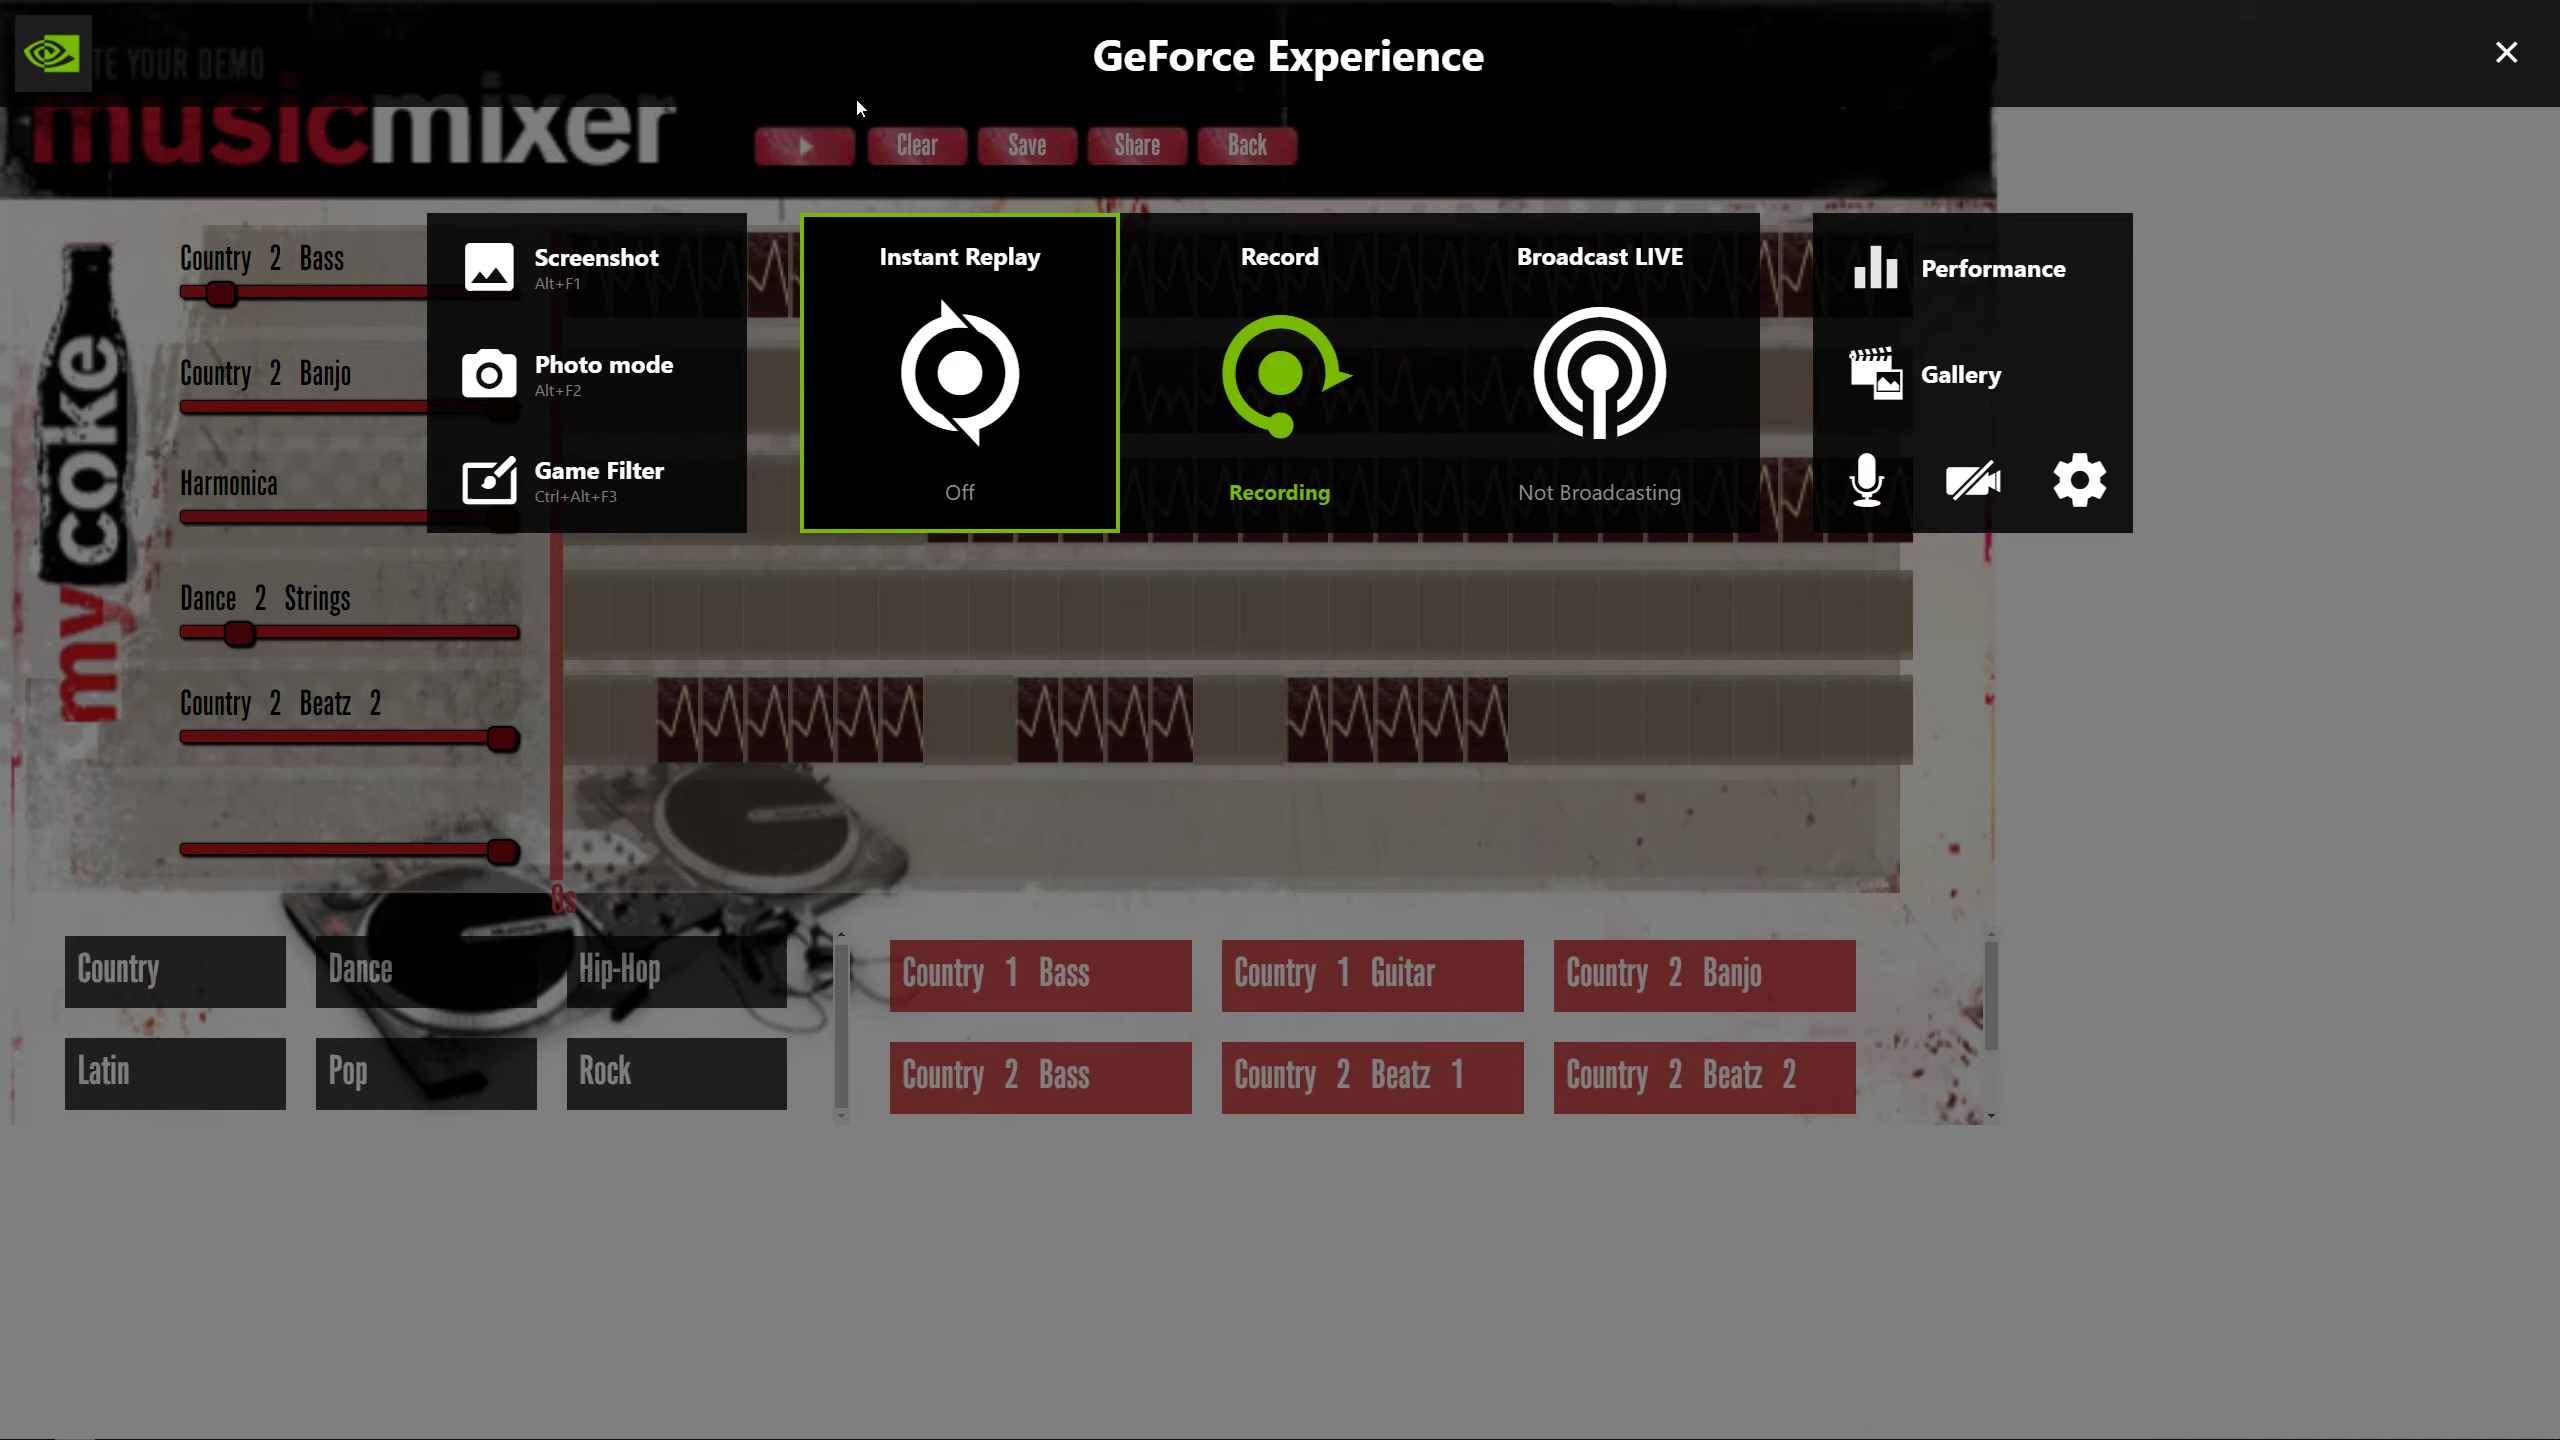 TE YOUR DEMO
GeForce Experience
musicmixer
Clear
Save
Share
Back
Country 2 Bass
Country 2 Banjo
Harmonica
Dance 2 Strings
Country 2 Beatz 2
my coke
Screenshot
Alt+F1
Photo mode
Alt+F2
Game Filter
Ctrl+Alt+F3
Instant Replay
Off
Record
Recording
Broadcast LIVE
Not Broadcasting
Performance
Gallery
0s
Country
Dance
Hip-Hop
Latin
Pop
Rock
Country 1 Bass
Country 1 Guitar
Country 2 Banjo
Country 2 Bass
Country 2 Beatz 1
Country 2 Beatz 2